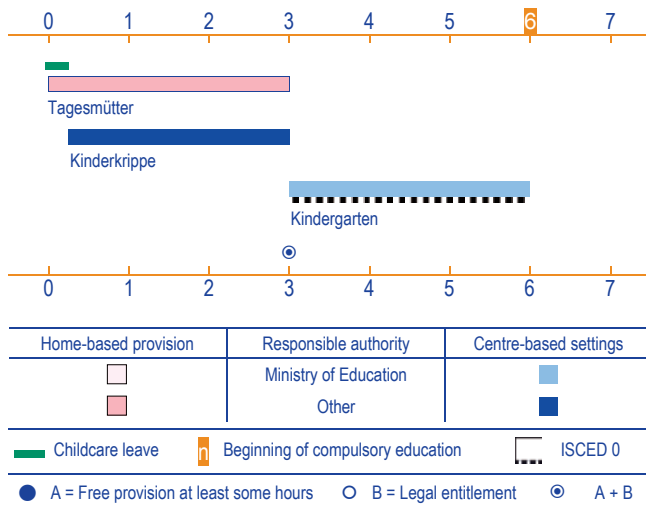 0 1 2 3 4 5 6 7
Tagesmütter
Kinderkrippe
Kindergarten
0 1 2 3 4 5 6 7
Home-based provision Responsible authority Centre-based settings
Ministry of Education
Other
Childcare leave n Beginning of compulsory education ISCED 0
A = Free provision at least some hours B = Legal entitlement A + B